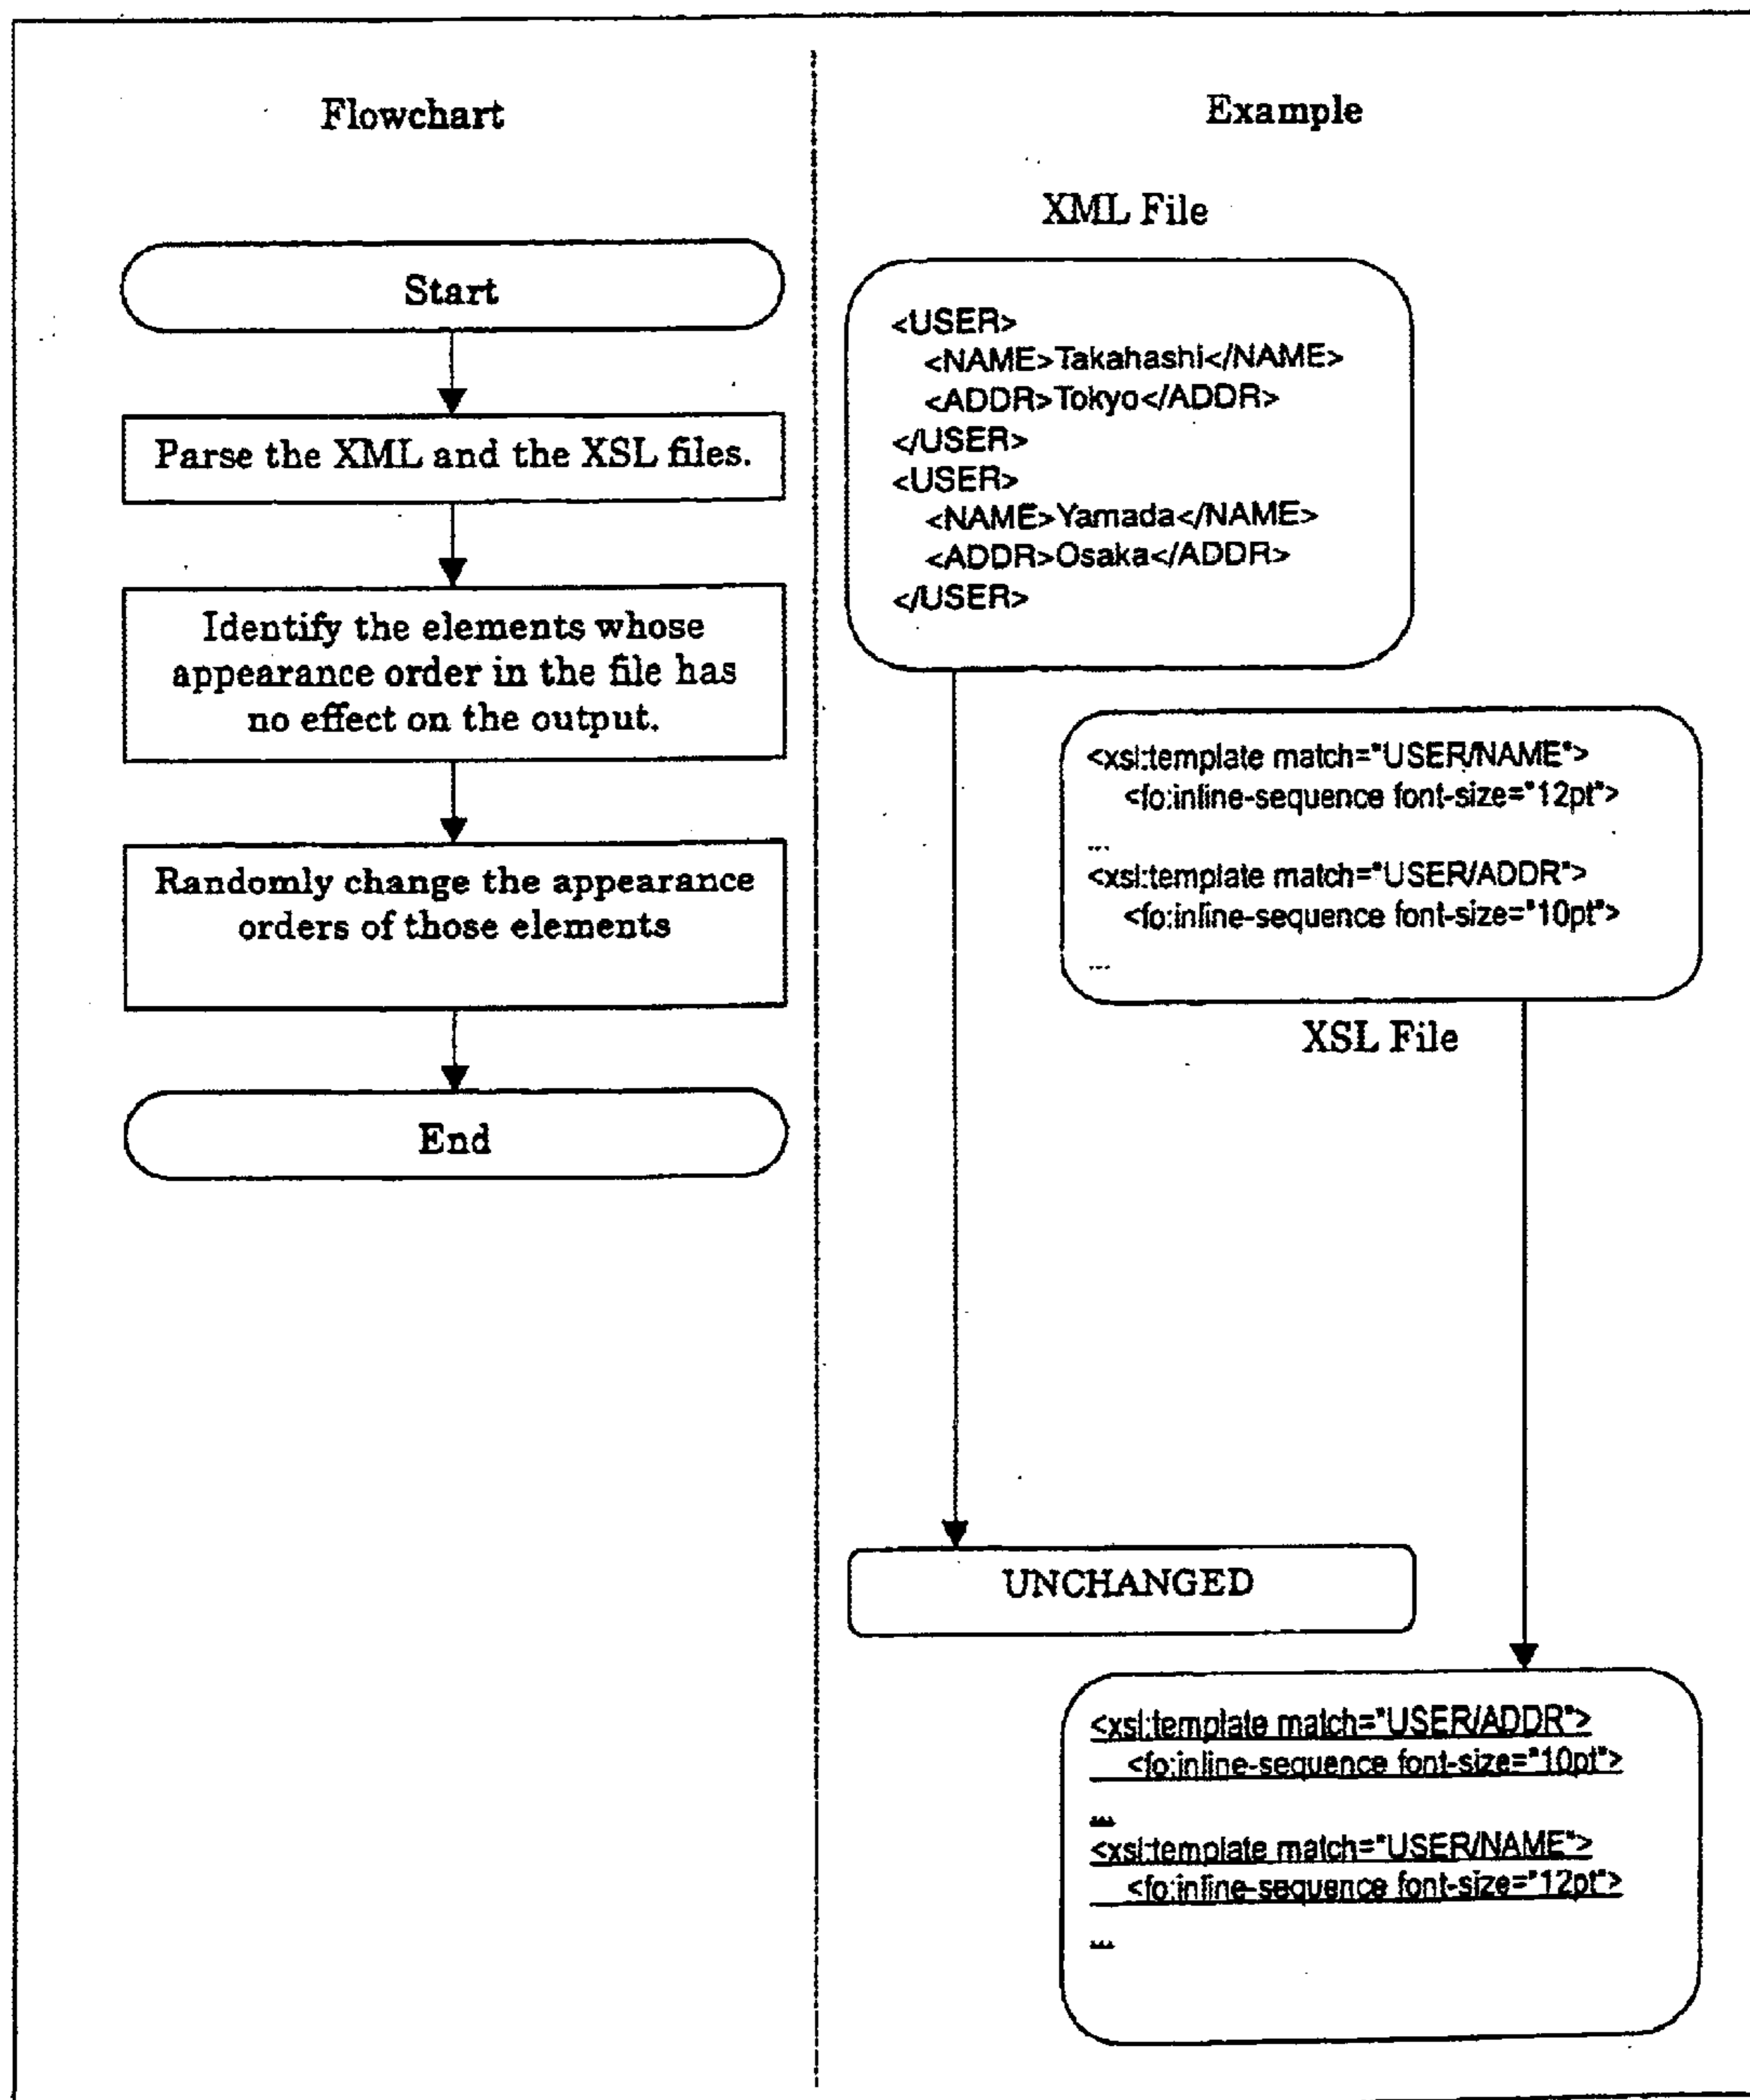 Flowchart
Start
Parse the XML and the XSL files.
Identify the elements whose
appearance order in the file has
no effect on the output.
Randomly change the appearance
orders of those elements
End
Example
XML File
<USER>
<NAME>Takahashi</NAME>
<ADDR>Tokyo</ADDR>
</USER>
<USER>
<NAME>Yamada</NAME>
<ADDR>Osaka</ADDR>
</USER>
<xsl:template match="USER/NAME">
<fo:inline-sequence font-size="12pt">
...
<xsl:template match="USER/ADDR">
<fo:inline-sequence font-size="10pt">
...
XSL File
UNCHANGED
<xsl:template match="USER/ADDR">
<fo:inline-sequence font-size="10pt">
...
<xsl:template match="USER/NAME">
<fo:inline-sequence font-size="12pt">
...